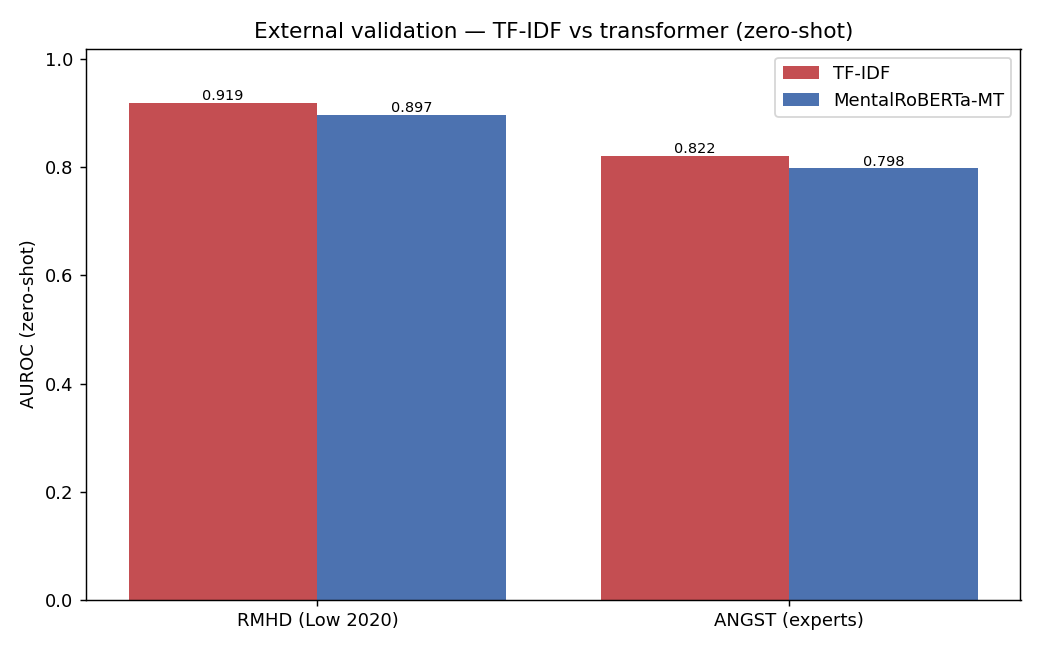 External validation — TF-IDF vs transformer (zero-shot)
TF-IDF
MentalRoBERTa-MT
AUROC (zero-shot)
1.0
0.8
0.6
0.4
0.2
0.0
0.919
0.897
0.822
0.798
RMHD (Low 2020)
ANGST (experts)